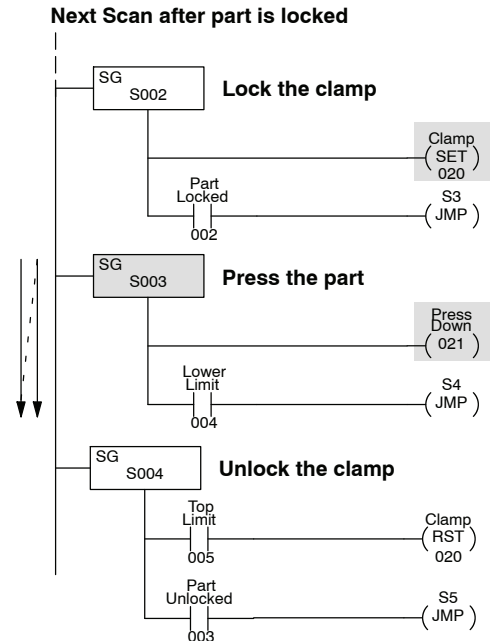 Next Scan after part is locked
SG
S002
Lock the clamp
Clamp
SET
020
Part
Locked
002
S3
JMP
SG
S003
Press the part
Press
Down
021
Lower
Limit
004
S4
JMP
SG
S004
Unlock the clamp
Top
Limit
005
Clamp
RST
020
Part
Unlocked
003
S5
JMP